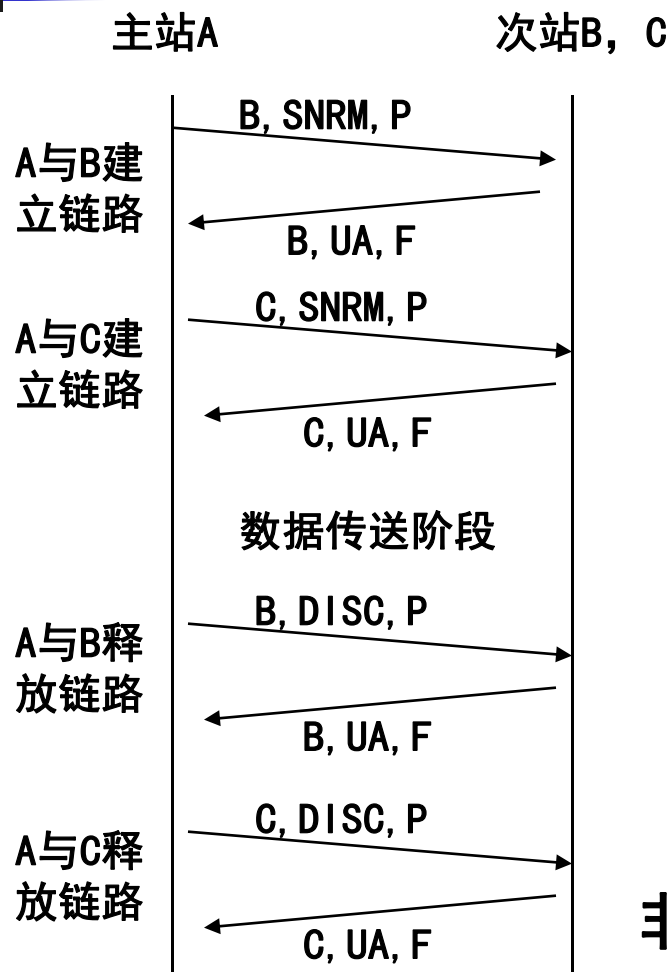 主站A 次站B，C
B, SNRM, P
A与B建
立链路
B, UA, F
C, SNRM, P
A与C建
立链路
C, UA, F
数据传送阶段
B, DISC, P
A与B释
放链路
B, UA, F
C, DISC, P
A与C释
放链路
C, UA, F